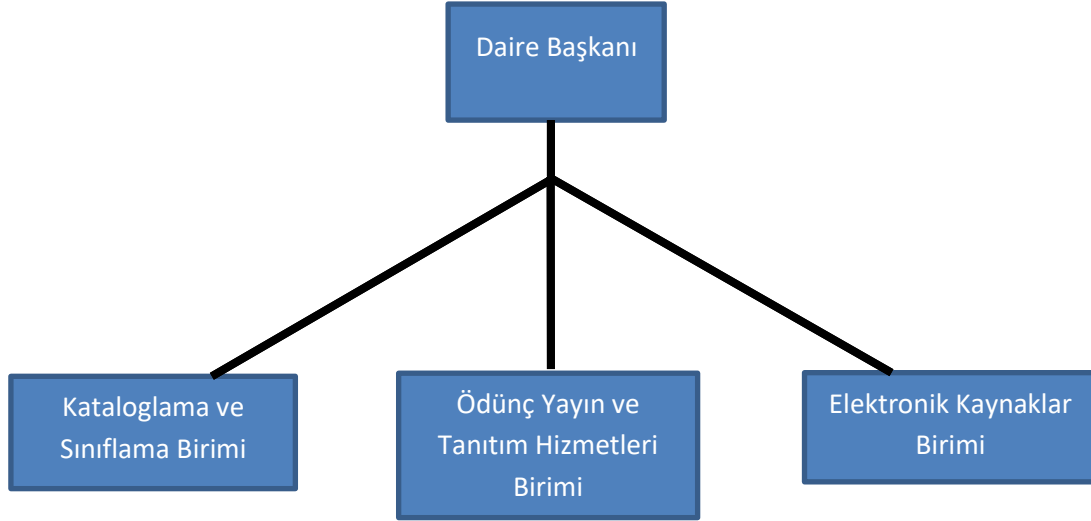 Daire Başkanı
Kataloglama ve
Sınıflama Birimi
Ödünç Yayın ve
Tanıtım Hizmetleri
Birimi
Elektronik Kaynaklar
Birimi